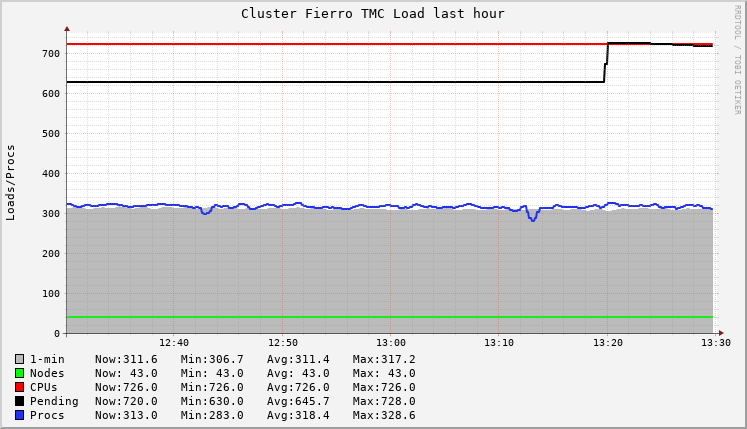 Cluster Fierro TMC Load last hour
RRDTOOL / TOBI OETIKER
Loads/Procs
700
600
500
400
300
200
100
0
12:40 12:50 13:00 13:10 13:20 13:30
1-min Now:311.6 Min:306.7 Avg:311.4 Max:317.2
Nodes Now: 43.0 Min: 43.0 Avg: 43.0 Max: 43.0
CPUs Now:726.0 Min:726.0 Avg:726.0 Max:726.0
Pending Now:720.0 Min:630.0 Avg:645.7 Max:728.0
Procs Now:313.0 Min:283.0 Avg:318.4 Max:328.6